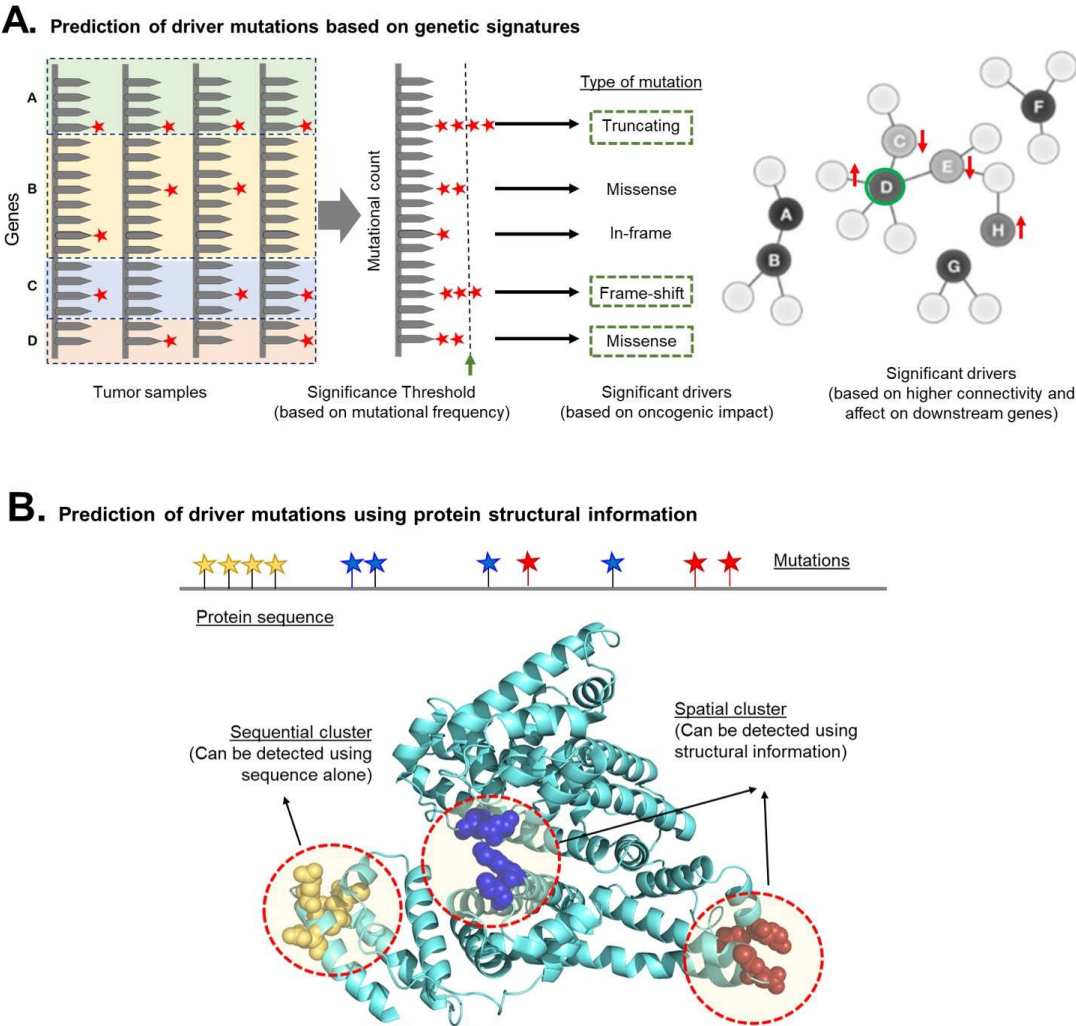 A. Prediction of driver mutations based on genetic signatures
Genes
A
B
C
D
Tumor samples
Mutational count
Significance Threshold
(based on mutational frequency)
Type of mutation
Truncating
Missense
In-frame
Frame-shift
Missense
Significant drivers
(based on oncogenic impact)
A
B
C
D
E
F
G
H
Significant drivers
(based on higher connectivity and
affect on downstream genes)
B. Prediction of driver mutations using protein structural information
Mutations
Protein sequence
Sequential cluster
(Can be detected using
sequence alone)
Spatial cluster
(Can be detected using
structural information)